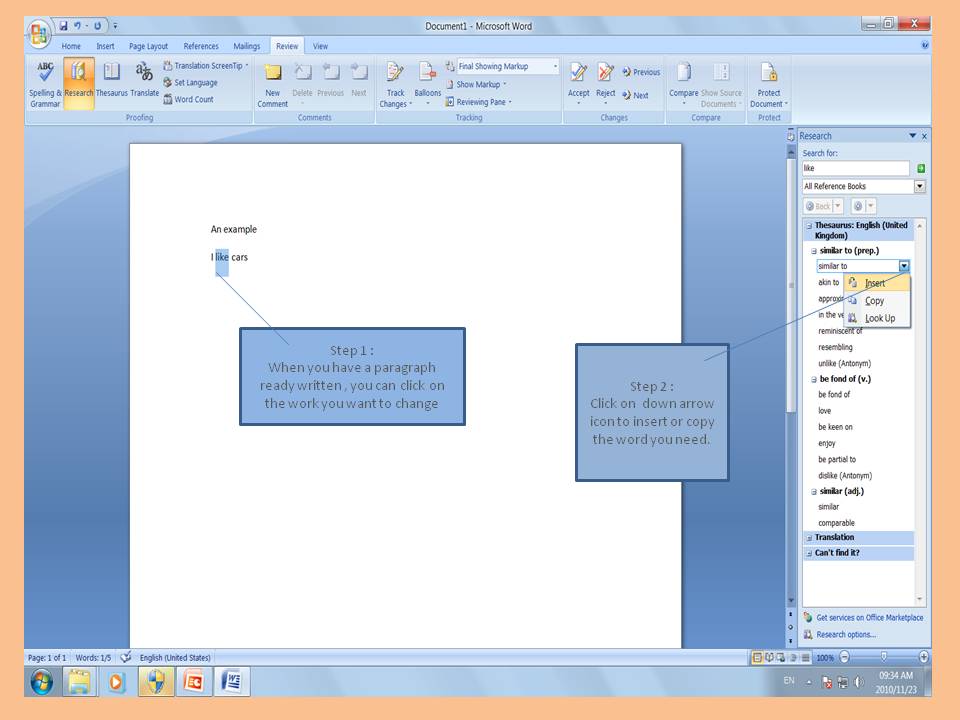 Document1 - Microsoft Word
Home Insert Page Layout References Mailings Review View
ABC
Spelling & Grammar
Research
Thesaurus
Translate
Translation ScreenTip
Set Language
Word Count
Proofing
New Comment
Delete
Previous
Next
Comments
Track Changes
Balloons
Final Showing Markup
Show Markup
Reviewing Pane
Tracking
Accept
Reject
Previous
Next
Changes
Compare
Show Source Documents
Compare
Protect Document
Protect
An example
I like cars
Step 1 :
When you have a paragraph
ready written , you can click on
the work you want to change
Step 2 :
Click on down arrow
icon to insert or copy
the word you need.
Research
Search for:
like
All Reference Books
Back
Thesaurus: English (United
Kingdom)
similar to (prep.)
similar to
akin to
Insert
Copy
Look Up
in the
reminiscent of
resembling
unlike (Antonym)
be fond of (v.)
be fond of
love
be keen on
enjoy
be partial to
dislike (Antonym)
similar (adj.)
similar
comparable
Translation
Can't find it?
Get services on Office Marketplace
Research options...
Page: 1 of 1 Words: 1/5 English (United States)
100%
EN
09:34 AM
2010/11/23